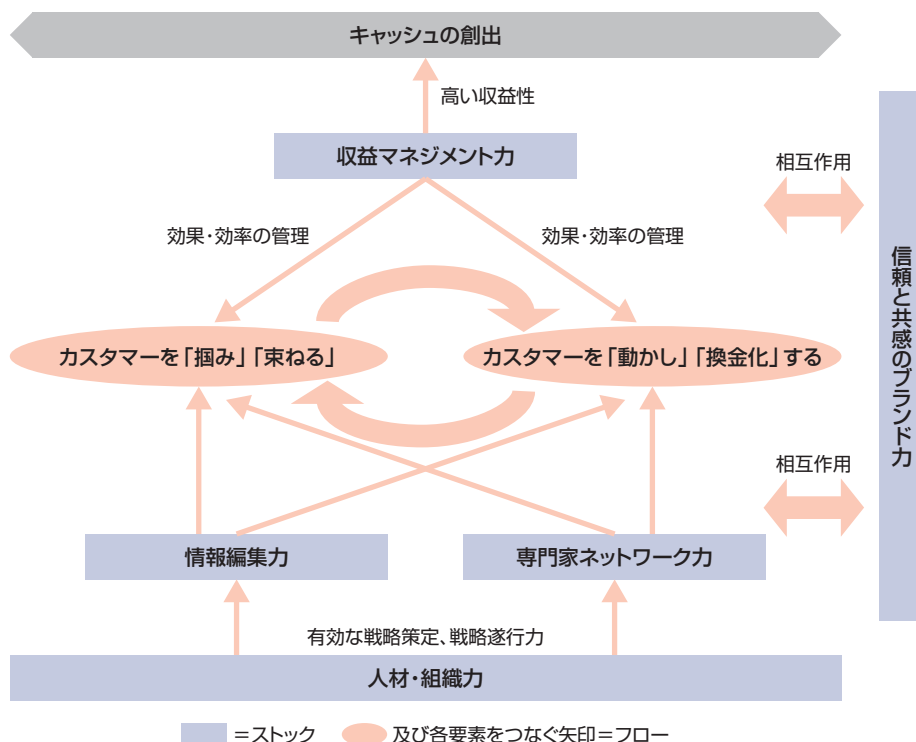 キャッシュの創出
高い収益性
収益マネジメント力
相互作用
効果・効率の管理
効果・効率の管理
カスタマーを「掴み」「束ねる」
カスタマーを「動かし」「換金化」する
信頼と共感のブランド力
相互作用
情報編集力
専門家ネットワーク力
有効な戦略策定、戦略遂行力
人材・組織力
=ストック
及び各要素をつなぐ矢印=フロー